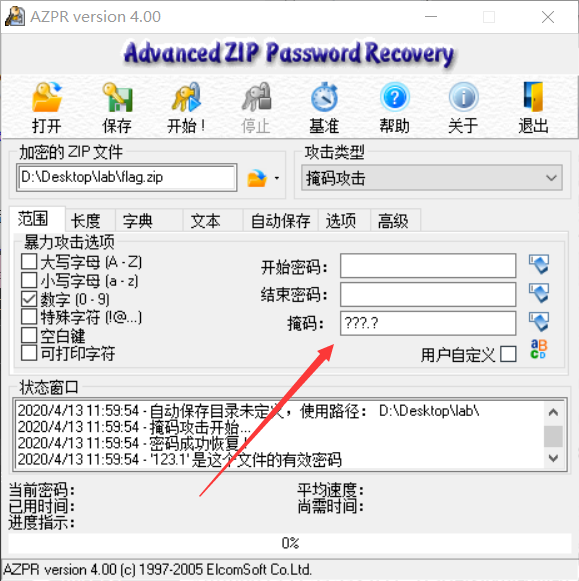 AZPR version 4.00
Advanced ZIP Password Recovery
打开 保存 开始！ 停止 基准 帮助 关于 退出
加密的 ZIP 文件 攻击类型
D:\Desktop\lab\flag.zip 掩码攻击
范围 长度 字典 文本 自动保存 选项 高级
暴力攻击选项
大写字母 (A - Z)
小写字母 (a - z)
数字 (0 - 9)
特殊字符 (!@...)
空白键
可打印字符
开始密码：
结束密码：
掩码： ???.?
用户自定义
状态窗口
2020/4/13 11:59:54 - 自动保存目录未定义，使用路径： D:\Desktop\lab\
2020/4/13 11:59:54 - 掩码攻击开始...
2020/4/13 11:59:54 - 密码成功恢复！
2020/4/13 11:59:54 - '123.1' 是这个文件的有效密码
当前密码： 平均速度：
已用时间： 尚需时间：
进度指示：
0%
AZPR version 4.00 (c) 1997-2005 ElcomSoft Co.Ltd.